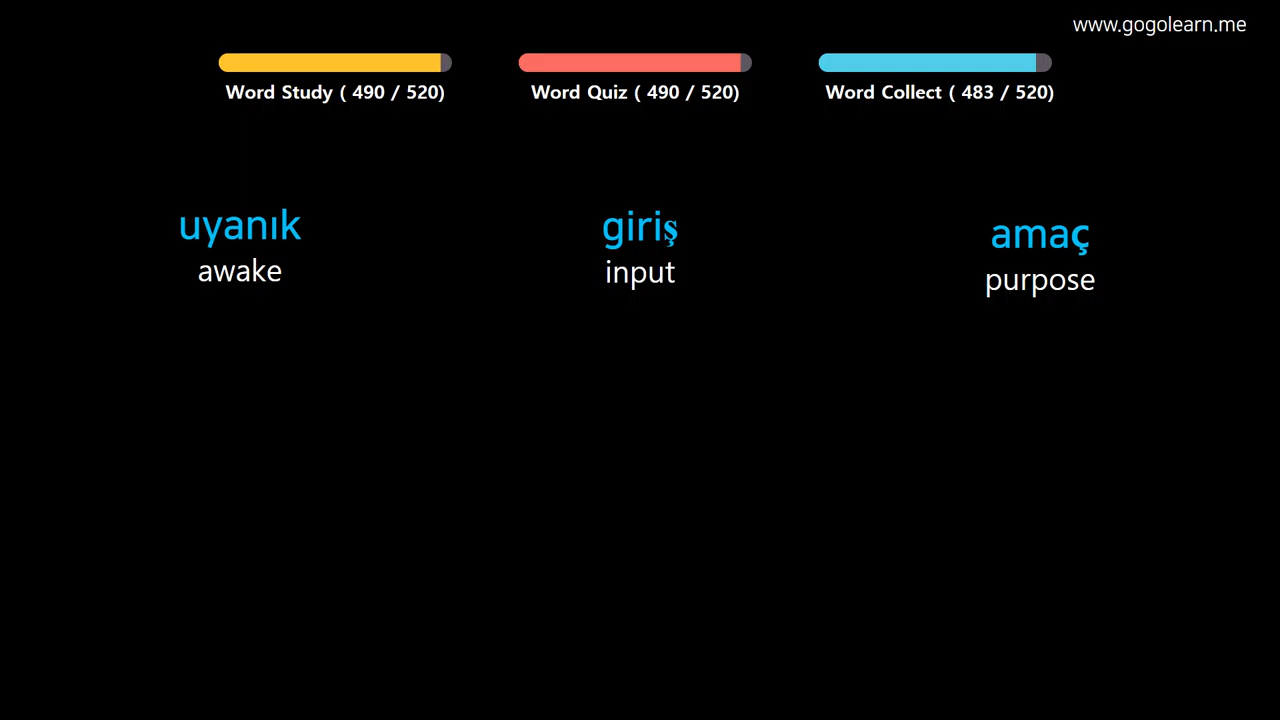 www.gogolearn.me
Word Study ( 490 / 520)
Word Quiz ( 490 / 520)
Word Collect ( 483 / 520)
uyanık
awake
giriş
input
amaç
purpose